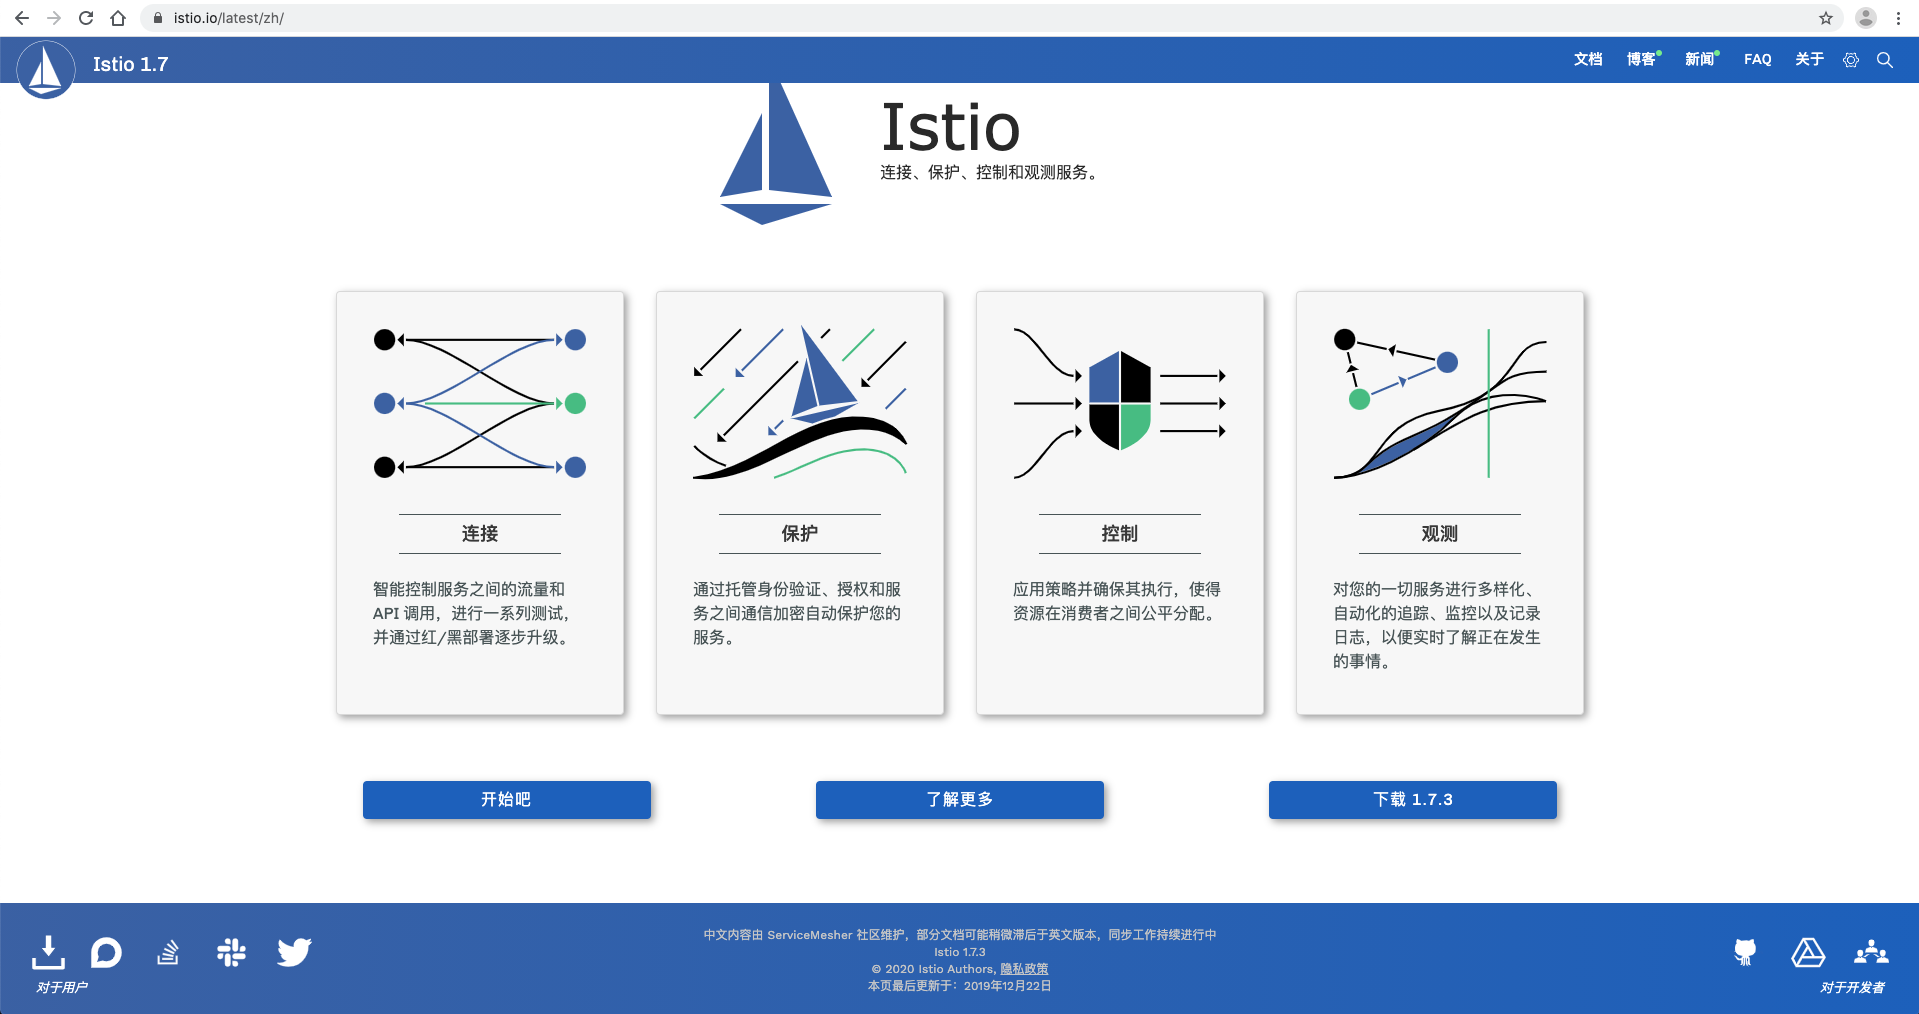 istio.io/latest/zh/
Istio 1.7
文档 博客 新闻 FAQ 关于
Istio
连接、保护、控制和观测服务。
连接
智能控制服务之间的流量和
API 调用，进行一系列测试，
并通过红/黑部署逐步升级。
保护
通过托管身份验证、授权和服
务之间通信加密自动保护您的
服务。
控制
应用策略并确保其执行，使得
资源在消费者之间公平分配。
观测
对您的一切服务进行多样化、
自动化的追踪、监控以及记录
日志，以便实时了解正在发生
的事情。
开始吧
了解更多
下载 1.7.3
对于用户
中文内容由 ServiceMesher 社区维护，部分文档可能稍微滞后于英文版本，同步工作持续进行中
Istio 1.7.3
© 2020 Istio Authors, 隐私政策
本页最后更新于：2019年12月22日
对于开发者